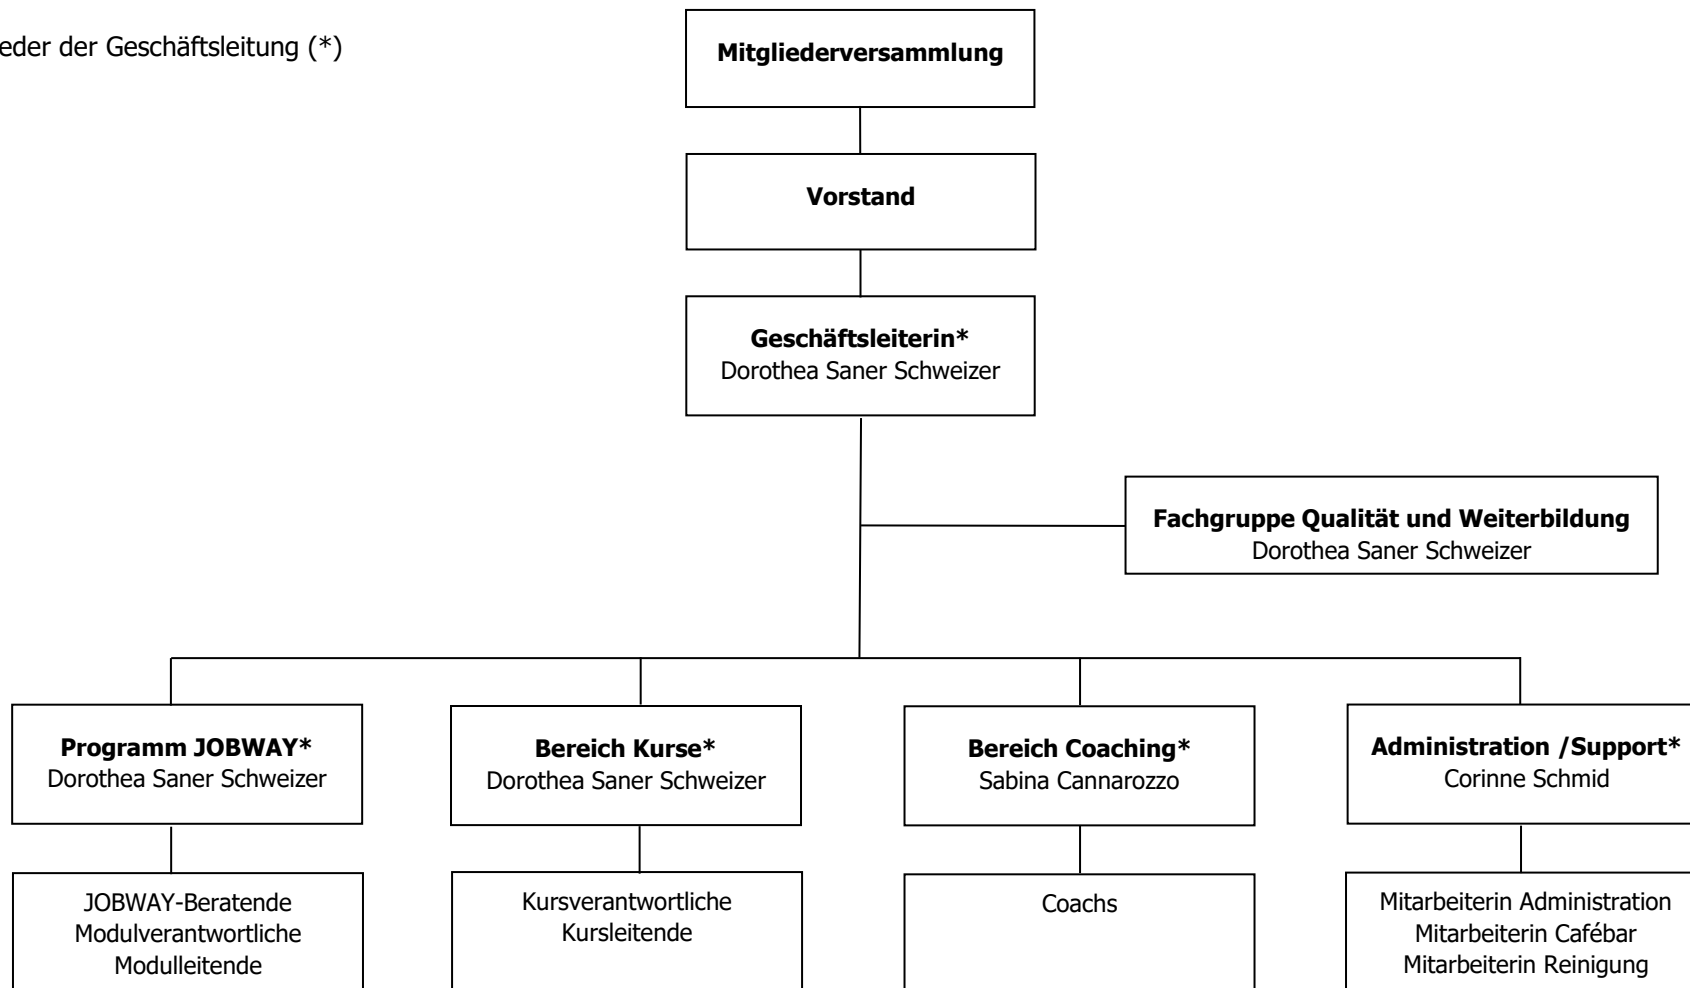 eder der Geschäftsleitung (*)
Mitgliederversammlung
Vorstand
Geschäftsleiterin*
Dorothea Saner Schweizer
Fachgruppe Qualität und Weiterbildung
Dorothea Saner Schweizer
Programm JOBWAY*
Dorothea Saner Schweizer
Bereich Kurse*
Dorothea Saner Schweizer
Bereich Coaching*
Sabina Cannarozzo
Administration /Support*
Corinne Schmid
JOBWAY-Beratende
Modulverantwortliche
Modulleitende
Kursverantwortliche
Kursleitende
Coachs
Mitarbeiterin Administration
Mitarbeiterin Cafébar
Mitarbeiterin Reinigung